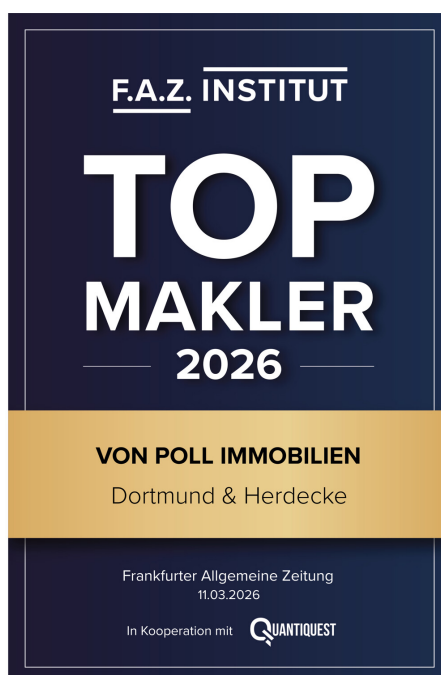 F.A.Z. INSTITUT
TOP
MAKLER
2026
VON POLL IMMOBILIEN
Dortmund & Herdecke
Frankfurter Allgemeine Zeitung
11.03.2026
In Kooperation mit QUANTIQUEST